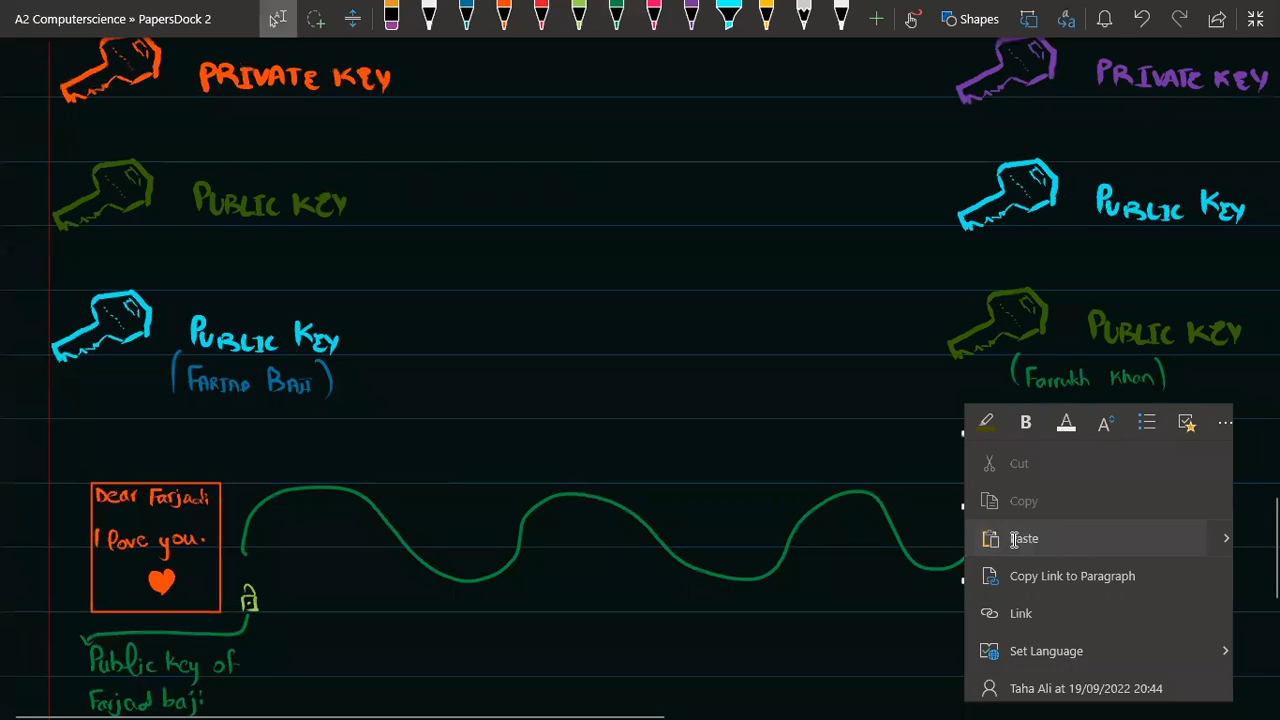 A2 Computerscience » PapersDock 2
Shapes
PRIVATE KEY
PRIVATE KEY
PUBLIC KEY
PUBLIC KEY
PUBLIC KEY
(FARJAD BAJI)
PUBLIC KEY
(Farrukh Khan)
Dear Farjadi
I love you.
Public key of
Farjad baji
B
A
A
Cut
Copy
Paste
Copy Link to Paragraph
Link
Set Language
Taha Ali at 19/09/2022 20:44